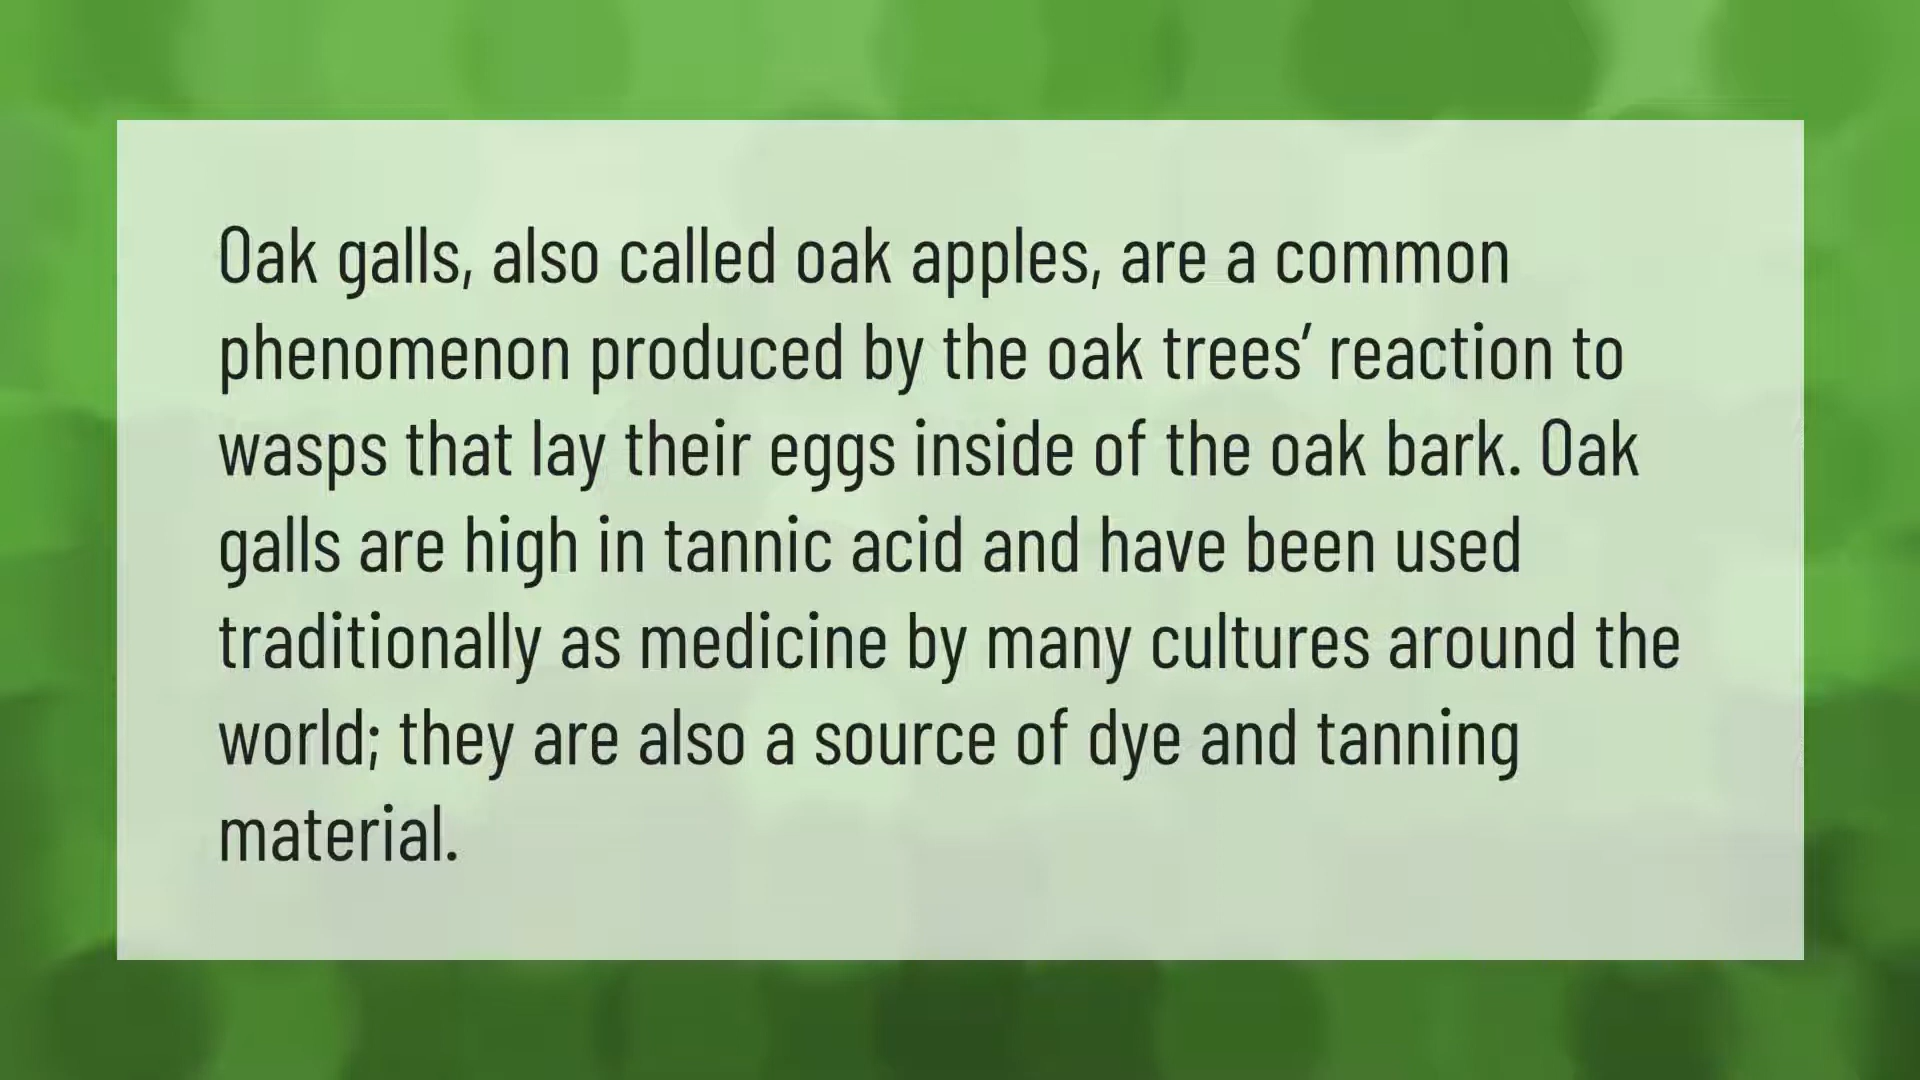 Oak galls, also called oak apples, are a common
phenomenon produced by the oak trees’ reaction to
wasps that lay their eggs inside of the oak bark. Oak
galls are high in tannic acid and have been used
traditionally as medicine by many cultures around the
world; they are also a source of dye and tanning
material.